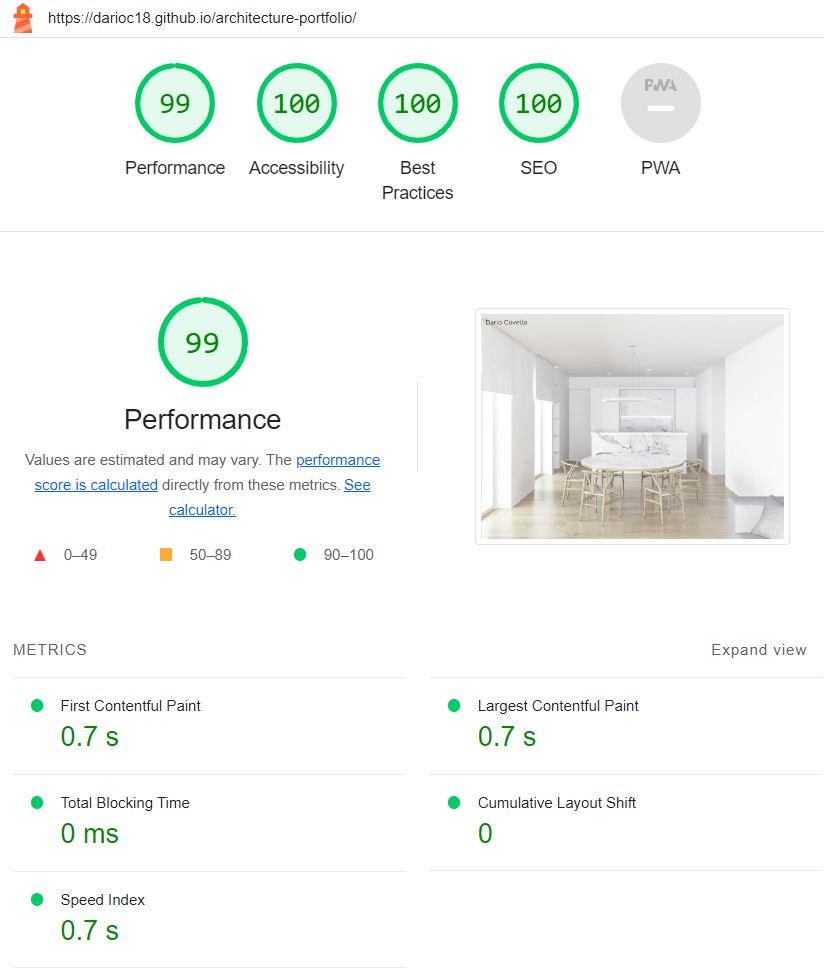 https://darioc18.github.io/architecture-portfolio/
99
100
100
100
PWA
Performance
Accessibility
Best
Practices
SEO
PWA
99
Performance
Values are estimated and may vary. The performance
score is calculated directly from these metrics. See
calculator.
0–49
50–89
90–100
Dario Covella
METRICS
Expand view
First Contentful Paint
0.7 s
Largest Contentful Paint
0.7 s
Total Blocking Time
0 ms
Cumulative Layout Shift
0
Speed Index
0.7 s